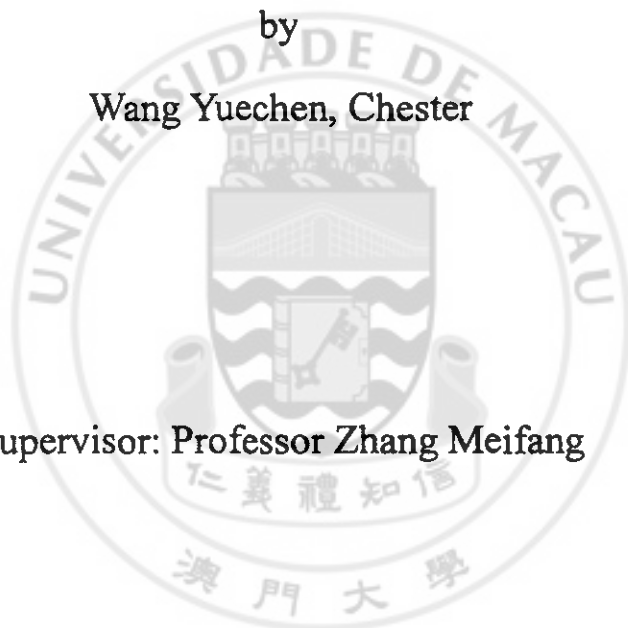 by
UNIVERSIDADE DE MACAU
Wang Yuechen, Chester
upervisor: Professor Zhang Meifang
仁義禮知信
澳門大學